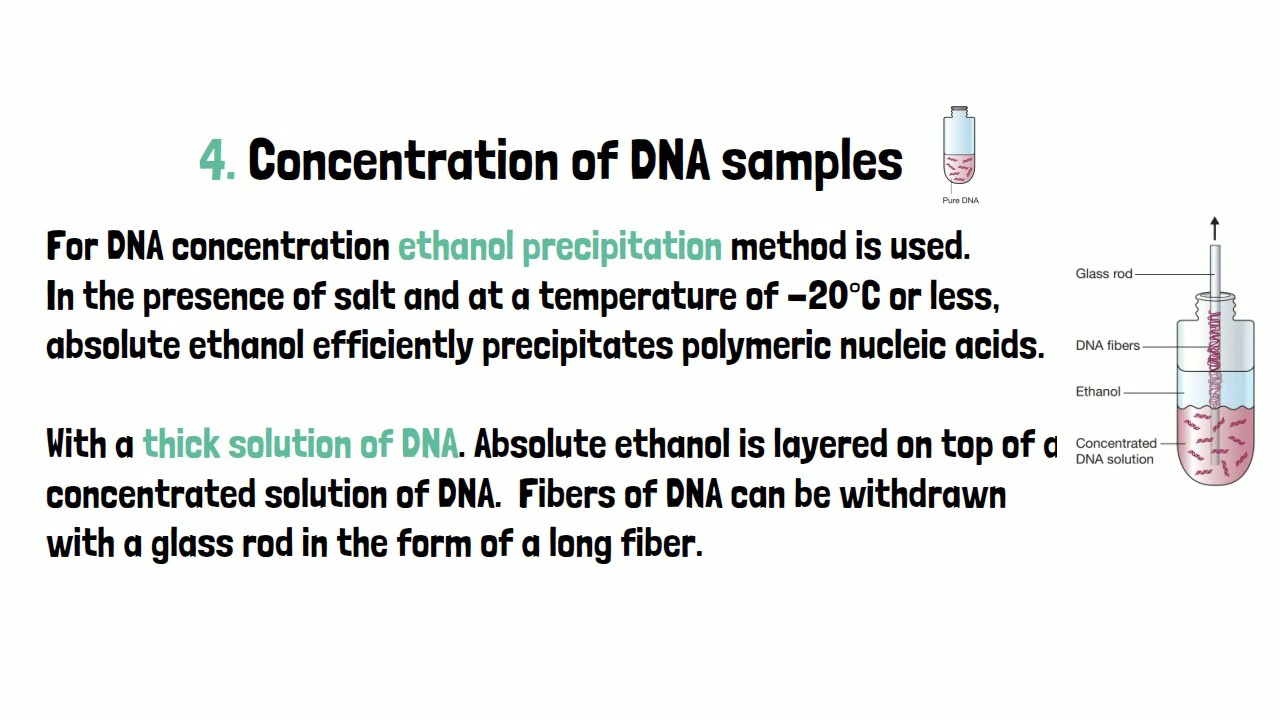 4. Concentration of DNA samples
Pure DNA
For DNA concentration ethanol precipitation method is used.
In the presence of salt and at a temperature of −20°C or less,
absolute ethanol efficiently precipitates polymeric nucleic acids.
With a thick solution of DNA. Absolute ethanol is layered on top of a
concentrated solution of DNA.  Fibers of DNA can be withdrawn
with a glass rod in the form of a long fiber.
Glass rod
DNA fibers
Ethanol
Concentrated
DNA solution